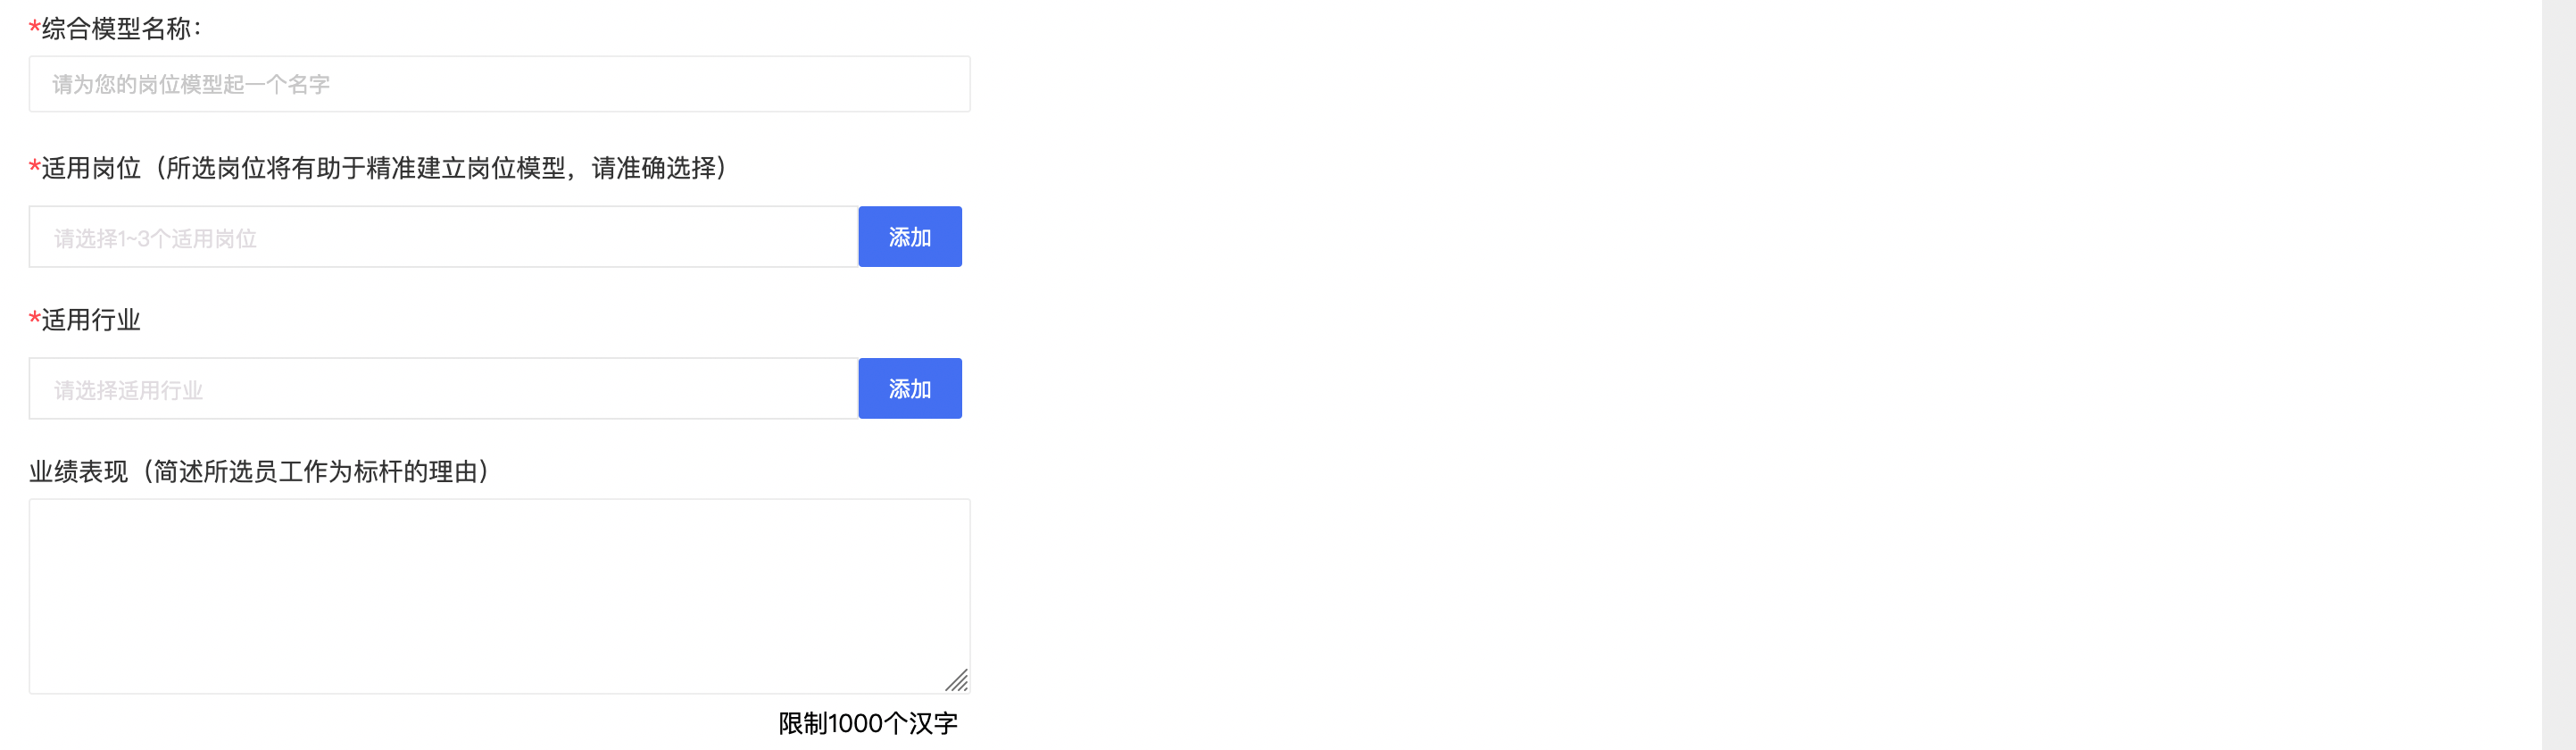 *综合模型名称：
请为您的岗位模型起一个名字
*适用岗位（所选岗位将有助于精准建立岗位模型，请准确选择）
请选择1~3个适用岗位
添加
*适用行业
请选择适用行业
添加
业绩表现（简述所选员工作为标杆的理由）
限制1000个汉字